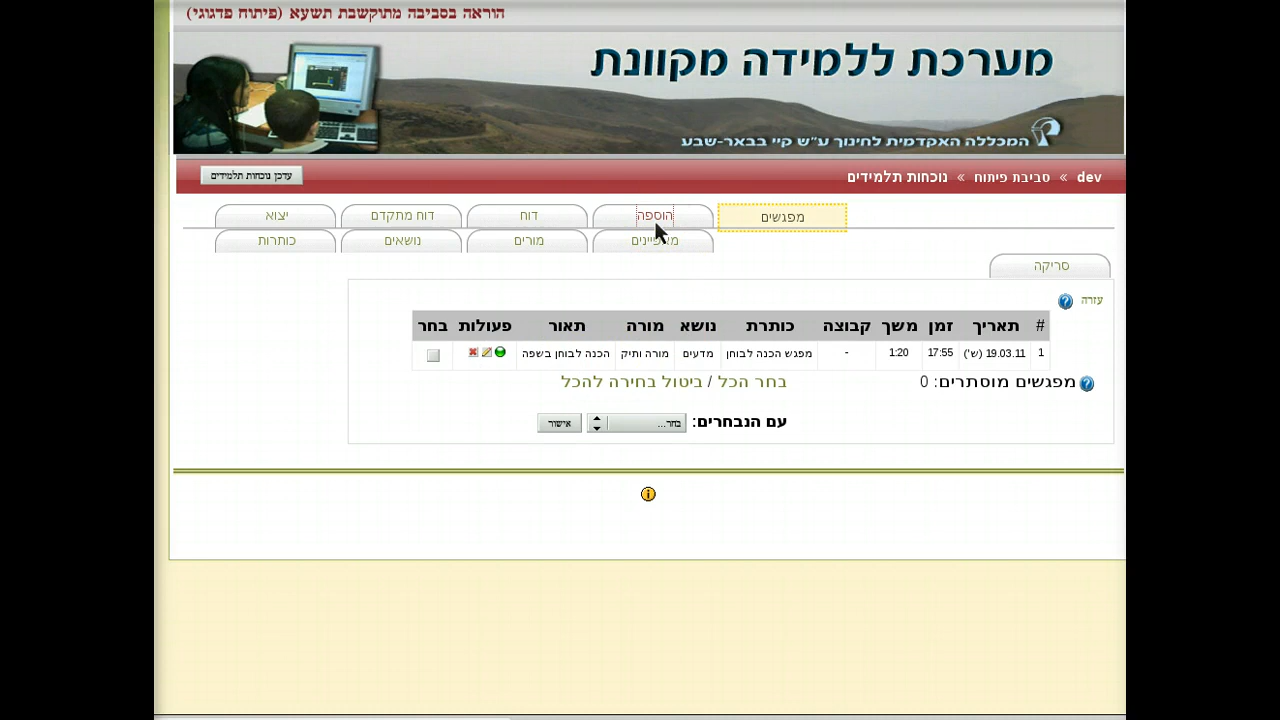 הוראה בסביבה מתוקשבת תשעא (פיתוח פדגוגי)
מערכת ללמידה מקוונת
המכללה האקדמית לחינוך ע"ש קיי בבאר-שבע
dev » סביבת פיתוח » נוכחות תלמידים
עדכן נוכחות תלמידים
מפגשים הוספה דוח דוח מתקדם יצוא
מאפיינים מורים נושאים כותרות
סריקה
עזרה
# תאריך זמן משך קבוצה כותרת נושא מורה תאור פעולות בחר
1 19.03.11 (ש') 17:55 1:20 - מפגש הכנה לבוחן מדעים מורה ותיק הכנה לבוחן בשפה
מפגשים מוסתרים: 0 בחר הכל / ביטול בחירה להכל
עם הנבחרים: בחר... אישור